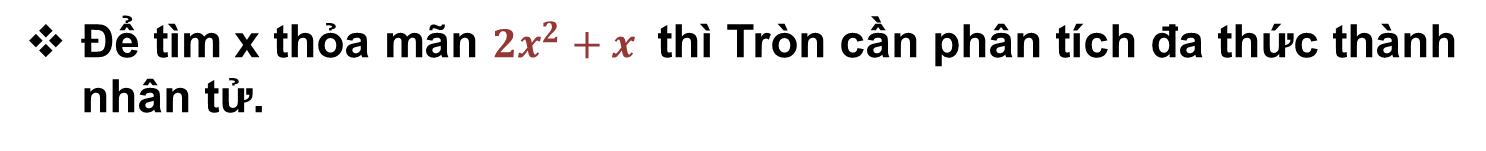 ❖ Để tìm x thỏa mãn 2x² + x thì Tròn cần phân tích đa thức thành
nhân tử.